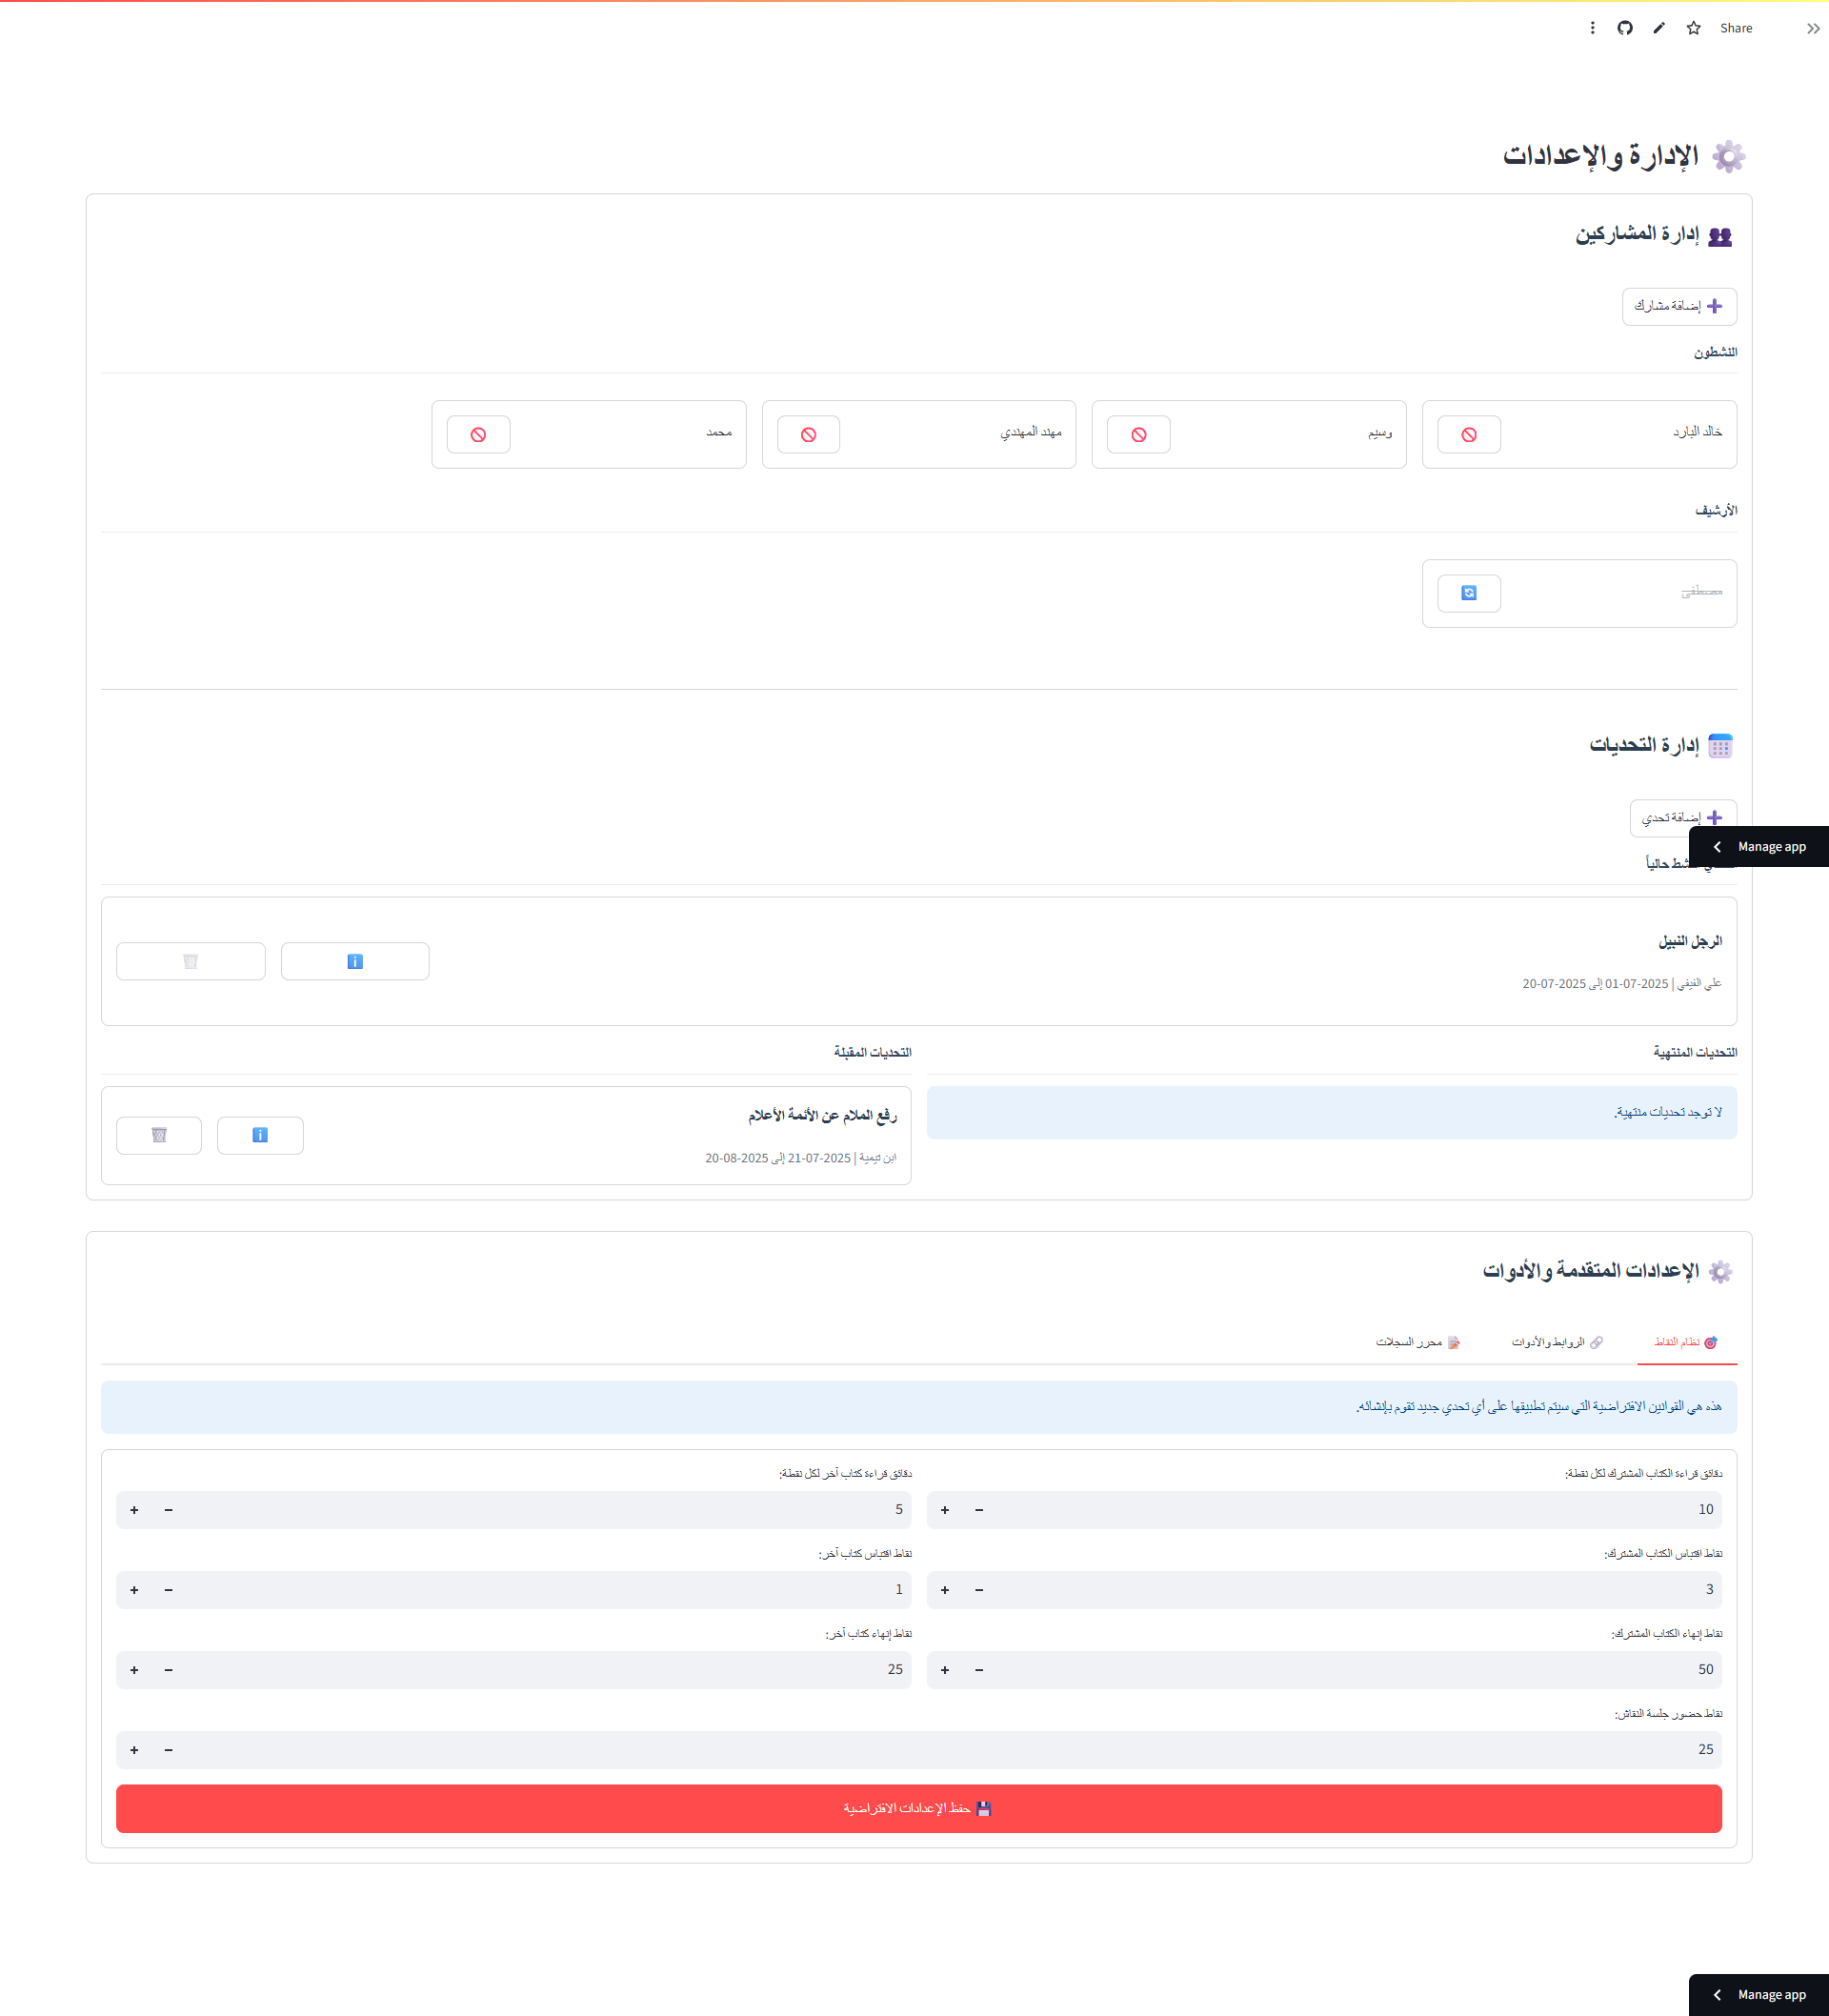 Share
الإدارة والإعدادات
إدارة المشاركين
إضافة مشارك
النشطون
خالد البارد
وسيم
مهند المهندي
محمد
الأرشيف
مصطفى
إدارة التحديات
إضافة تحدي
Manage app
نشط حالياً
الرجل النبيل
علي الفيفي | 2025-07-01 إلى 2025-07-20
التحديات المنتهية
لا توجد تحديات منتهية.
التحديات المقبلة
رفع الملام عن الأئمة الأعلام
ابن تيمية | 2025-07-21 إلى 2025-08-20
الإعدادات المتقدمة والأدوات
نظام النقاط
الروابط والأدوات
محرر السجلات
هذه هي القوانين الافتراضية التي سيتم تطبيقها على أي تحدي جديد تقوم بإنشائه.
دقائق قراءة الكتاب المشترك لكل نقطة:
10
دقائق قراءة كتاب آخر لكل نقطة:
5
نقاط اقتباس الكتاب المشترك:
3
نقاط اقتباس كتاب آخر:
1
نقاط إنهاء الكتاب المشترك:
50
نقاط إنهاء كتاب آخر:
25
نقاط حضور جلسة النقاش:
25
حفظ الإعدادات الافتراضية
Manage app